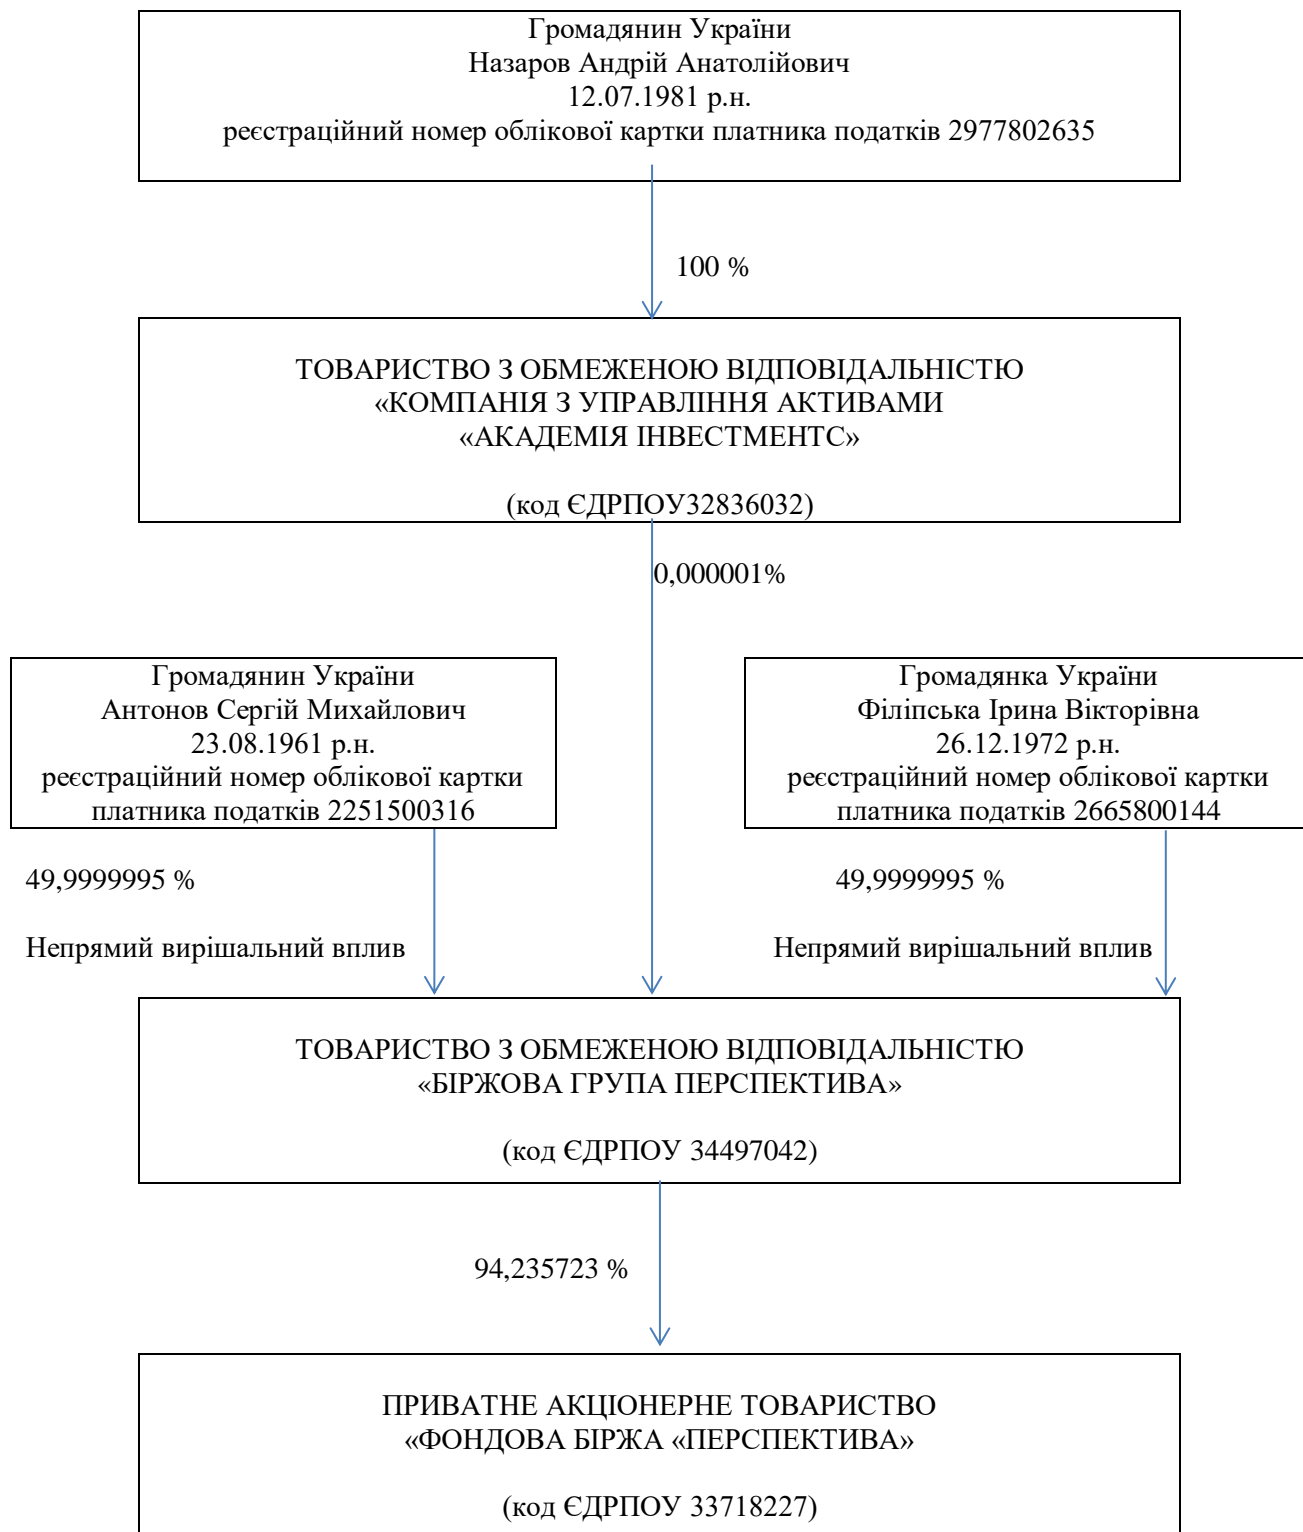 Громадянин України
Назаров Андрій Анатолійович
12.07.1981 р.н.
реєстраційний номер облікової картки платника податків 2977802635
100 %
ТОВАРИСТВО З ОБМЕЖЕНОЮ ВІДПОВІДАЛЬНІСТЮ
«КОМПАНІЯ З УПРАВЛІННЯ АКТИВАМИ
«АКАДЕМІЯ ІНВЕСТМЕНТС»
(код ЄДРПОУ32836032)
0,000001%
Громадянин України
Антонов Сергій Михайлович
23.08.1961 р.н.
реєстраційний номер облікової картки
платника податків 2251500316
Громадянка України
Філіпська Ірина Вікторівна
26.12.1972 р.н.
реєстраційний номер облікової картки
платника податків 2665800144
49,9999995 %
Непрямий вирішальний вплив
49,9999995 %
Непрямий вирішальний вплив
ТОВАРИСТВО З ОБМЕЖЕНОЮ ВІДПОВІДАЛЬНІСТЮ
«БІРЖОВА ГРУПА ПЕРСПЕКТИВА»
(код ЄДРПОУ 34497042)
94,235723 %
ПРИВАТНЕ АКЦІОНЕРНЕ ТОВАРИСТВО
«ФОНДОВА БІРЖА «ПЕРСПЕКТИВА»
(код ЄДРПОУ 33718227)